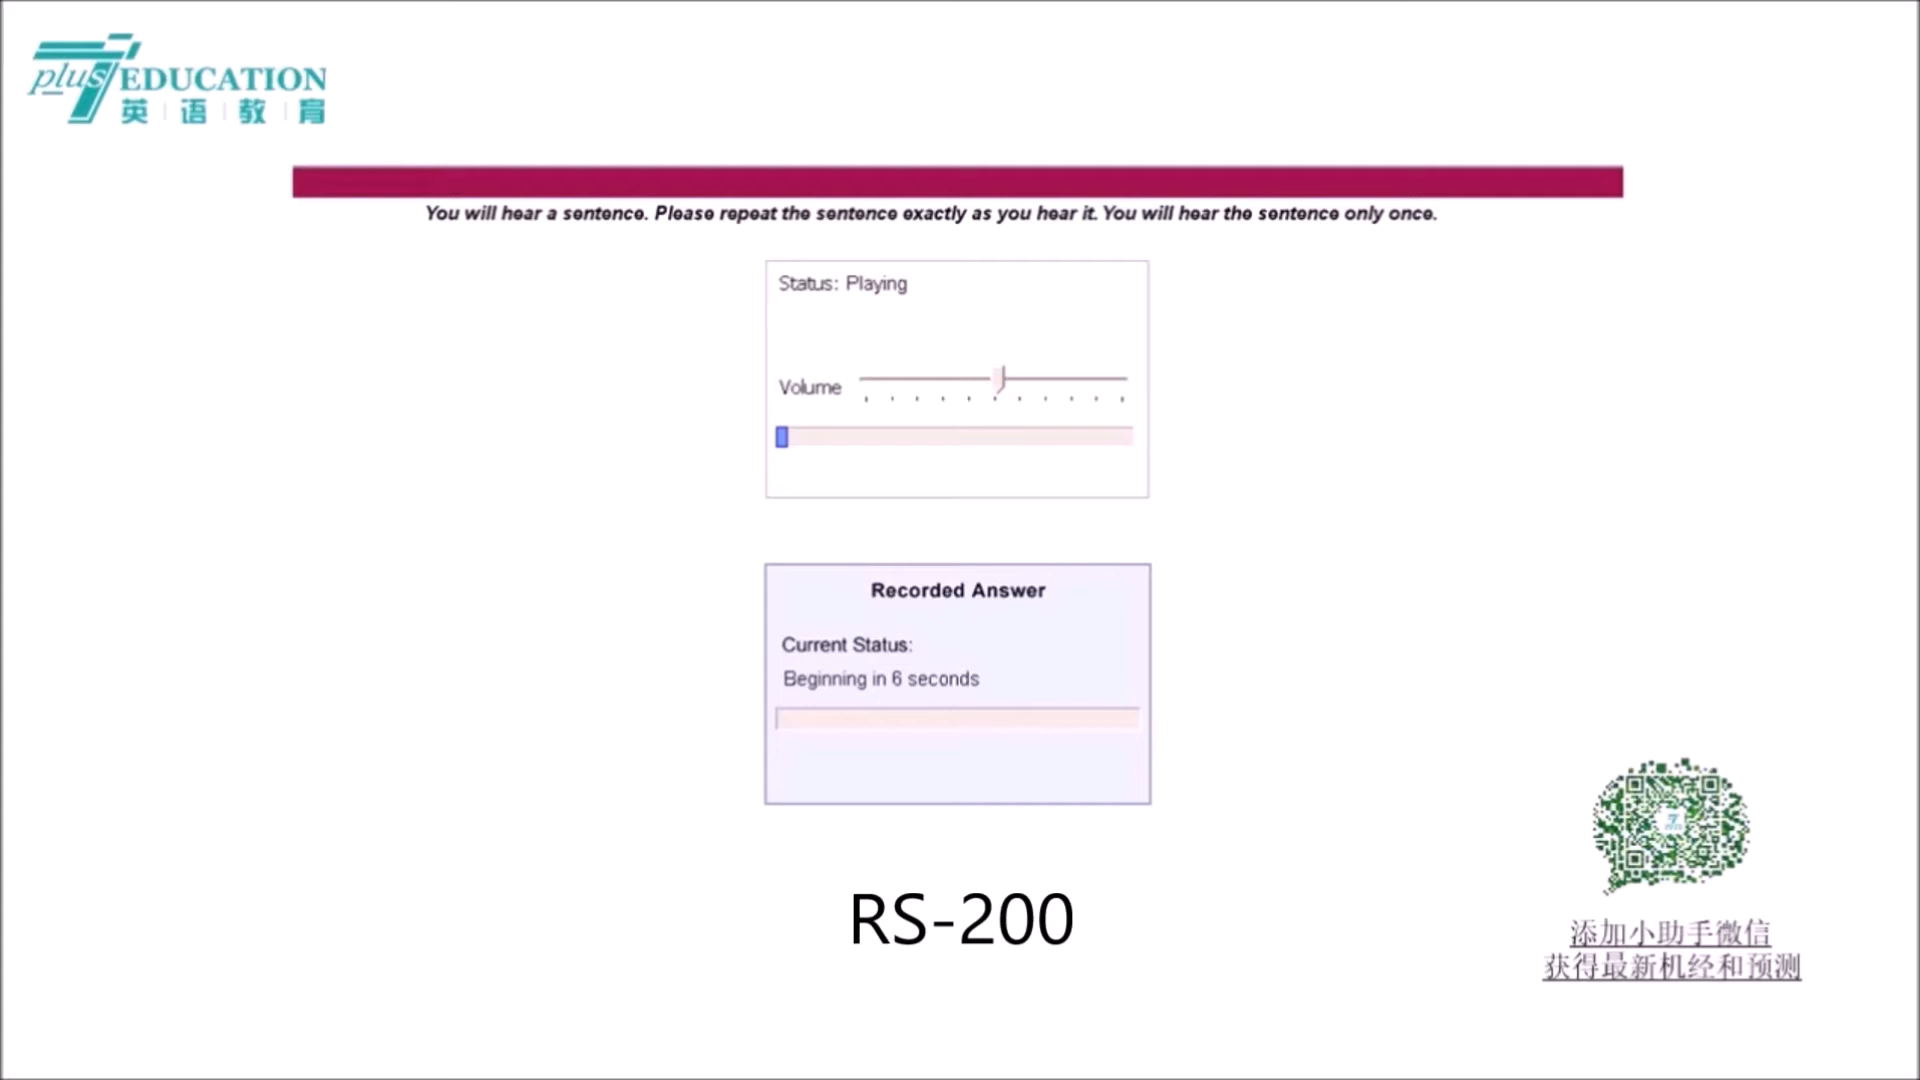 plus 7 EDUCATION
英语教育
You will hear a sentence. Please repeat the sentence exactly as you hear it. You will hear the sentence only once.
Status: Playing
Volume
Recorded Answer
Current Status:
Beginning in 6 seconds
RS-200
添加小助手微信
获得最新机经和预测